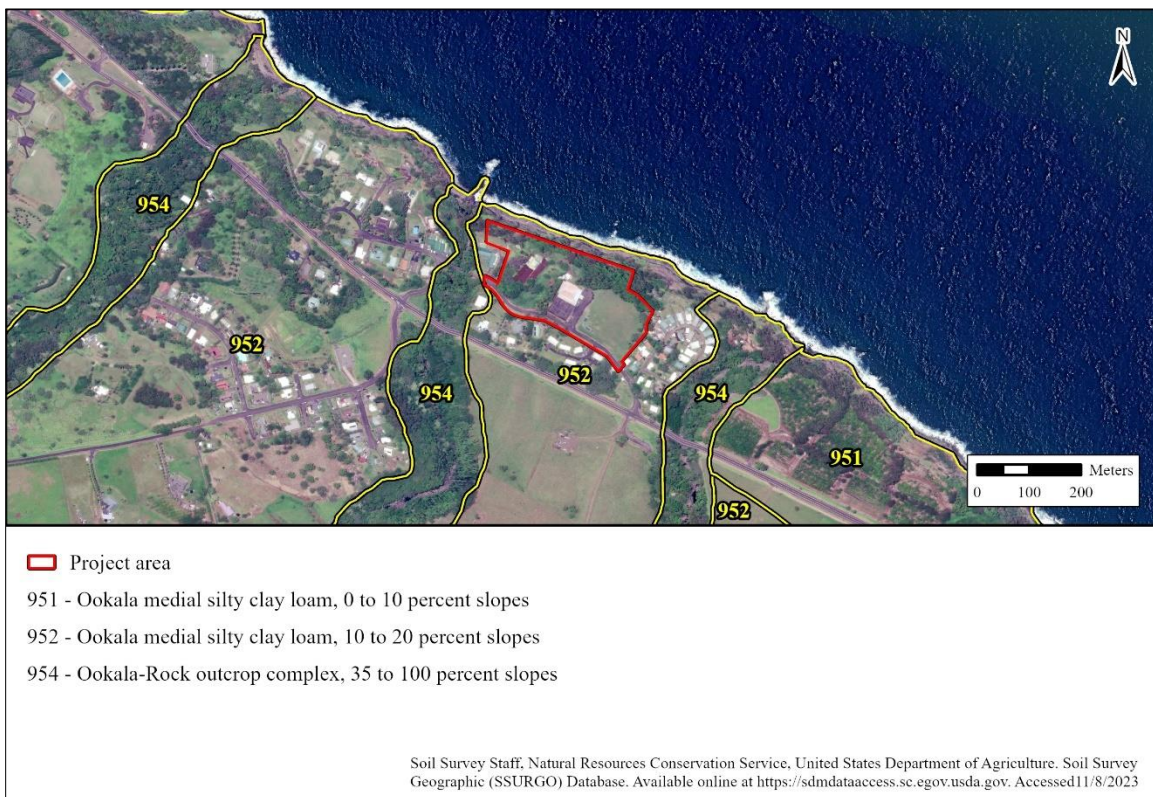 N
954
952
954
952
954
951
952
Meters
0 100 200
Project area
951 - Ookala medial silty clay loam, 0 to 10 percent slopes
952 - Ookala medial silty clay loam, 10 to 20 percent slopes
954 - Ookala-Rock outcrop complex, 35 to 100 percent slopes
Soil Survey Staff, Natural Resources Conservation Service, United States Department of Agriculture. Soil Survey
Geographic (SSURGO) Database. Available online at https://sdmdataaccess.sc.egov.usda.gov. Accessed11/8/2023